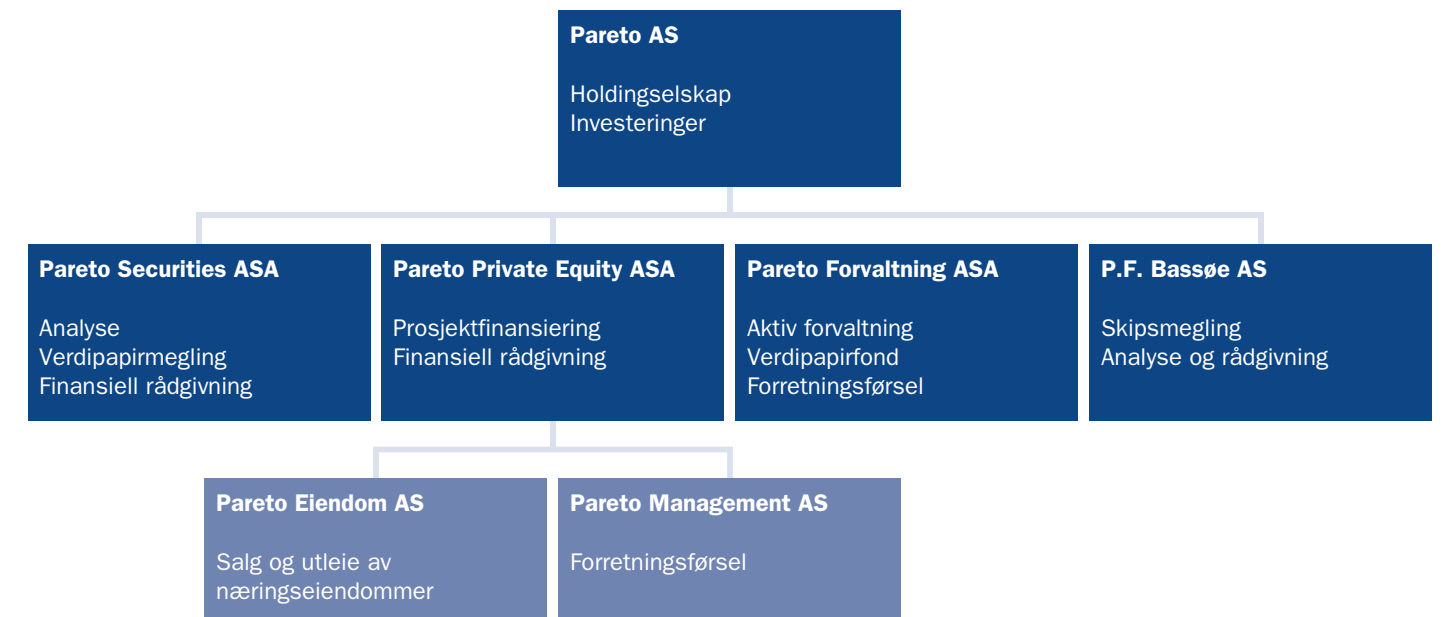 Pareto AS
Holdingselskap
Investeringer
Pareto Securities ASA
Analyse
Verdipapirmegling
Finansiell rådgivning
Pareto Private Equity ASA
Prosjektfinansiering
Finansiell rådgivning
Pareto Forvaltning ASA
Aktiv forvaltning
Verdipapirfond
Forretningsførsel
P.F. Bassøe AS
Skipsmegling
Analyse og rådgivning
Pareto Eiendom AS
Salg og utleie av
næringseiendommer
Pareto Management AS
Forretningsførsel